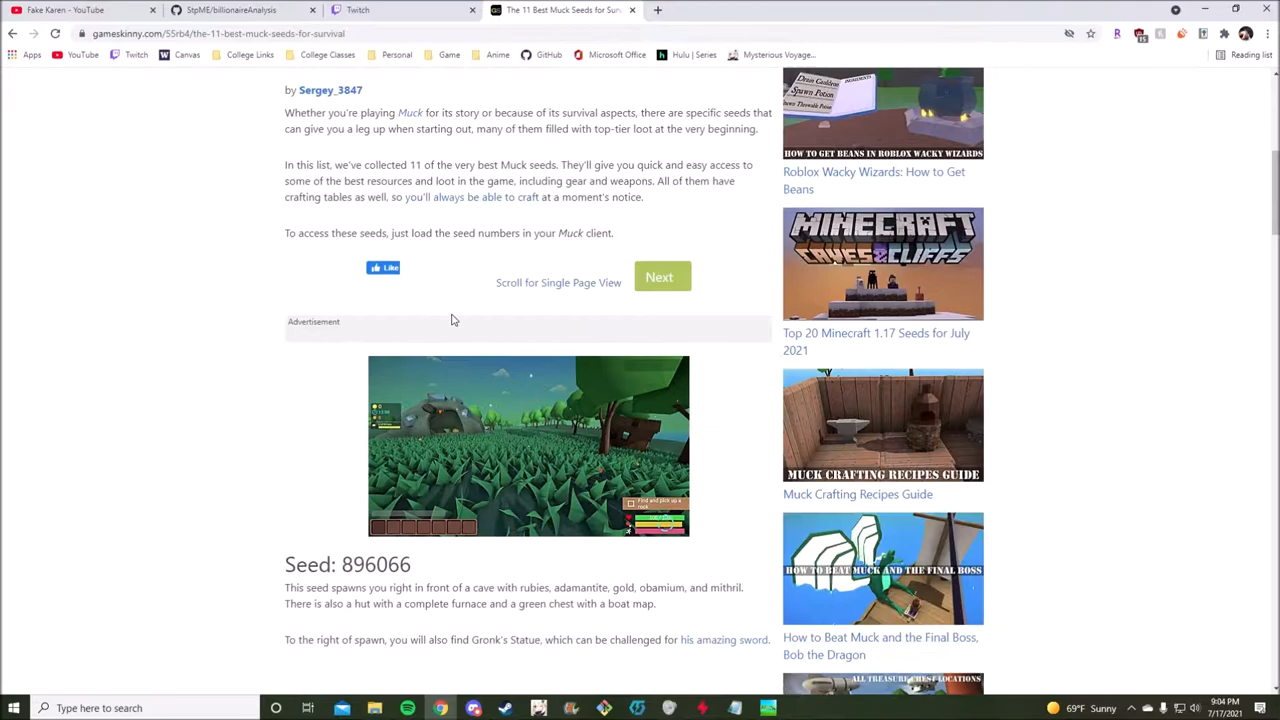 Fake Karen - YouTube
StpME/billionaireAnalysis
Twitch
The 11 Best Muck Seeds for Sur
gameskinny.com/55rb4/the-11-best-muck-seeds-for-survival
Apps
YouTube
Twitch
Canvas
College Links
College Classes
Personal
Game
Anime
GitHub
Microsoft Office
Hulu | Series
Mysterious Voyage...
Reading list
by Sergey_3847
Whether you're playing Muck for its story or because of its survival aspects, there are specific seeds that
can give you a leg up when starting out, many of them filled with top-tier loot at the very beginning.
In this list, we've collected 11 of the very best Muck seeds. They'll give you quick and easy access to
some of the best resources and loot in the game, including gear and weapons. All of them have
crafting tables as well, so you'll always be able to craft at a moment's notice.
To access these seeds, just load the seed numbers in your Muck client.
Like
Scroll for Single Page View
Next
Advertisement
Find and pick up a
rock
Seed: 896066
This seed spawns you right in front of a cave with rubies, adamantite, gold, obamium, and mithril.
There is also a hut with a complete furnace and a green chest with a boat map.
To the right of spawn, you will also find Gronk's Statue, which can be challenged for his amazing sword.
INGREDIENTS
Drain Cauldron
Spawn Potion
HOW TO GET BEANS IN ROBLOX WACKY WIZARDS
Roblox Wacky Wizards: How to Get
Beans
MINECRAFT
CAVES & CLIFFS
Top 20 Minecraft 1.17 Seeds for July
2021
MUCK CRAFTING RECIPES GUIDE
Muck Crafting Recipes Guide
HOW TO BEAT MUCK AND THE FINAL BOSS
How to Beat Muck and the Final Boss,
Bob the Dragon
ALL TREASURE CHEST LOCATIONS
Type here to search
69°F Sunny
9:04 PM
7/17/2021